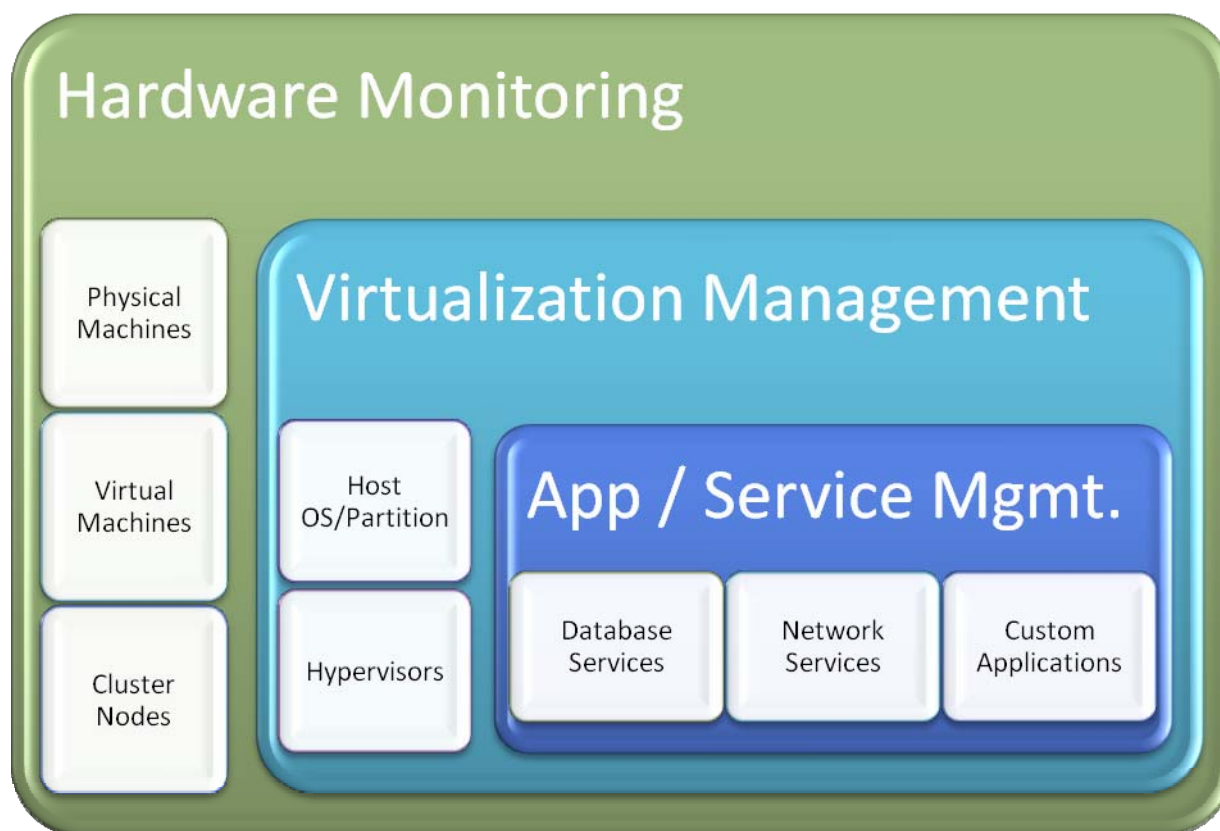 Hardware Monitoring
Physical
Machines
Virtual
Machines
Cluster
Nodes
Virtualization Management
Host
OS/Partition
Hypervisors
App / Service Mgmt.
Database
Services
Network
Services
Custom
Applications